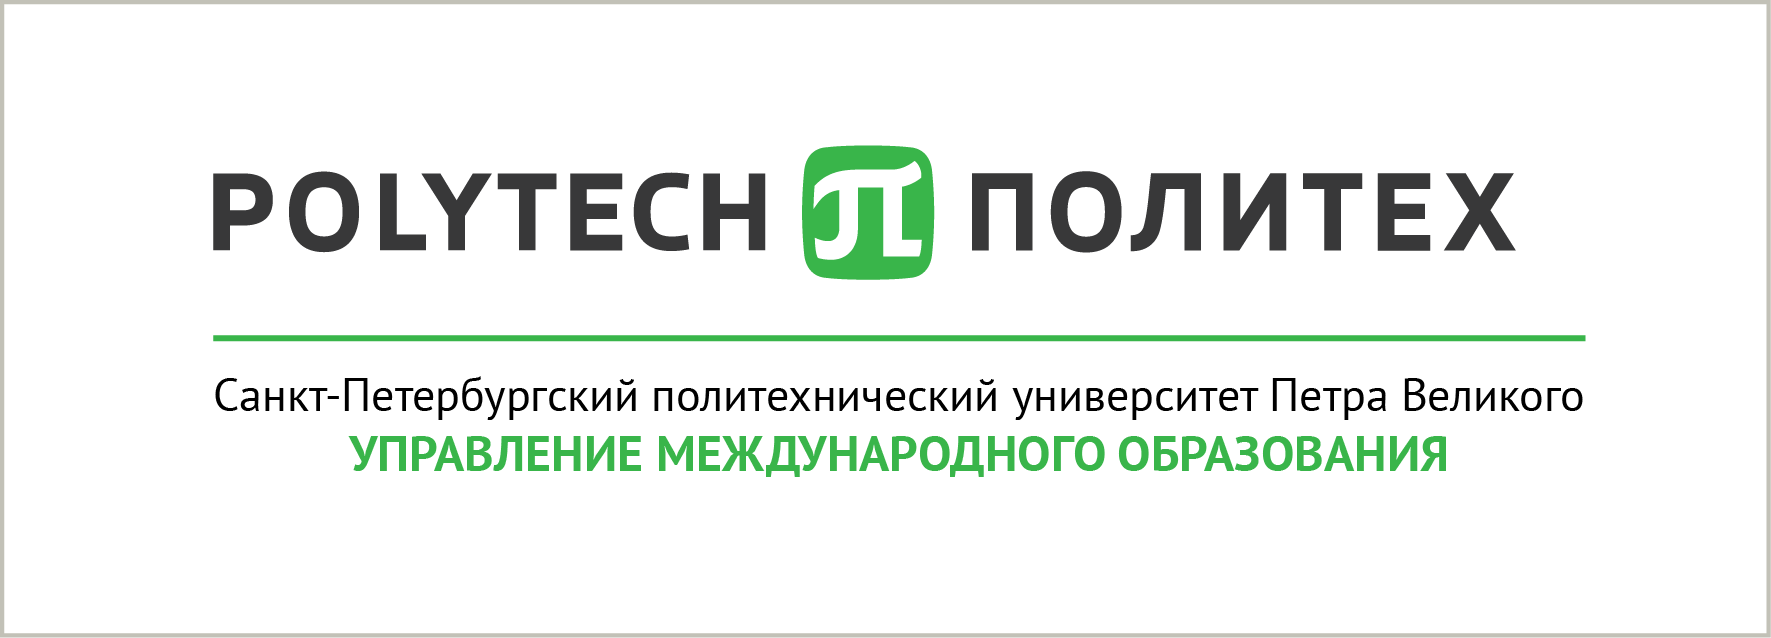 POLYTECH π ПОЛИТЕХ
Санкт-Петербургский политехнический университет Петра Великого
УПРАВЛЕНИЕ МЕЖДУНАРОДНОГО ОБРАЗОВАНИЯ